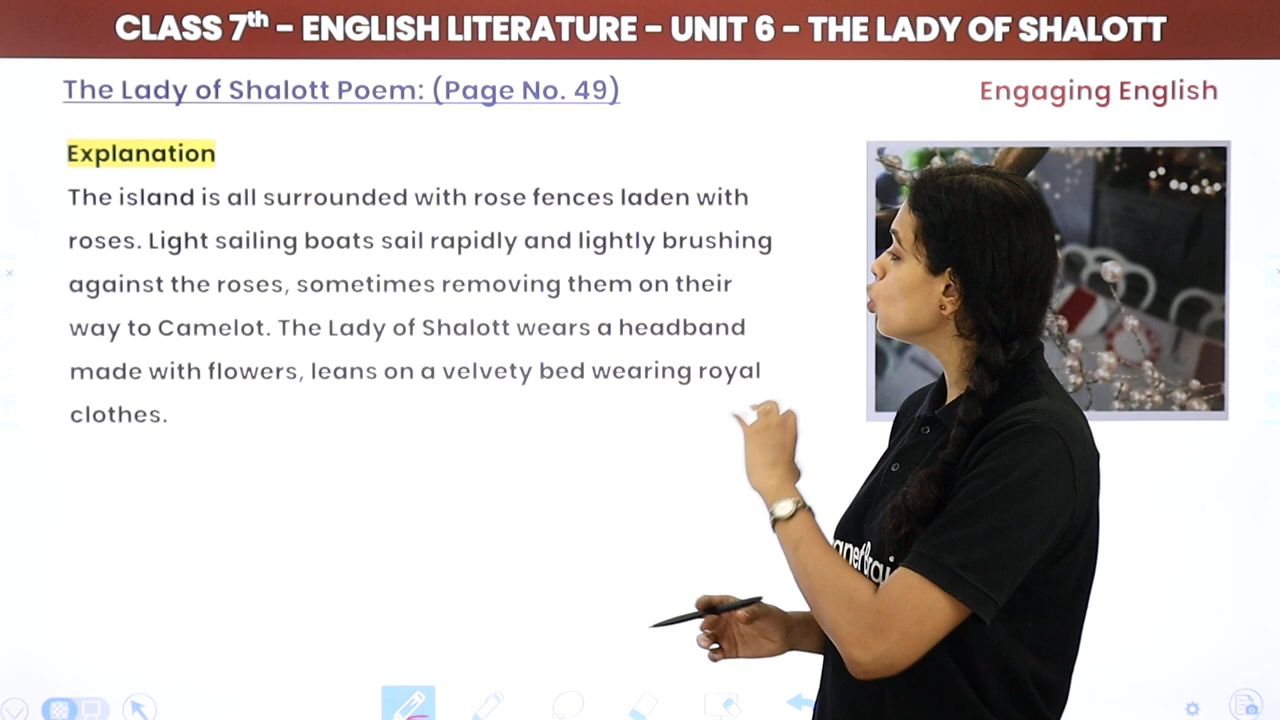 CLASS 7th – ENGLISH LITERATURE – UNIT 6 – THE LADY OF SHALOTT
The Lady of Shalott Poem: (Page No. 49)
Engaging English
Explanation
The island is all surrounded with rose fences laden with
roses. Light sailing boats sail rapidly and lightly brushing
against the roses, sometimes removing them on their
way to Camelot. The Lady of Shalott wears a headband
made with flowers, leans on a velvety bed wearing royal
clothes.